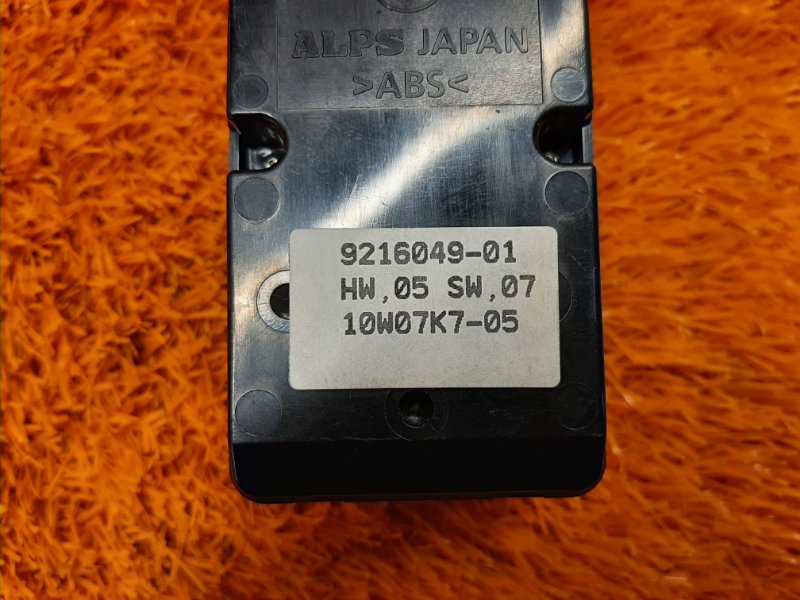 ALPS JAPAN
>ABS<
9216049-01
HW,05 SW,07
10W07K7-05